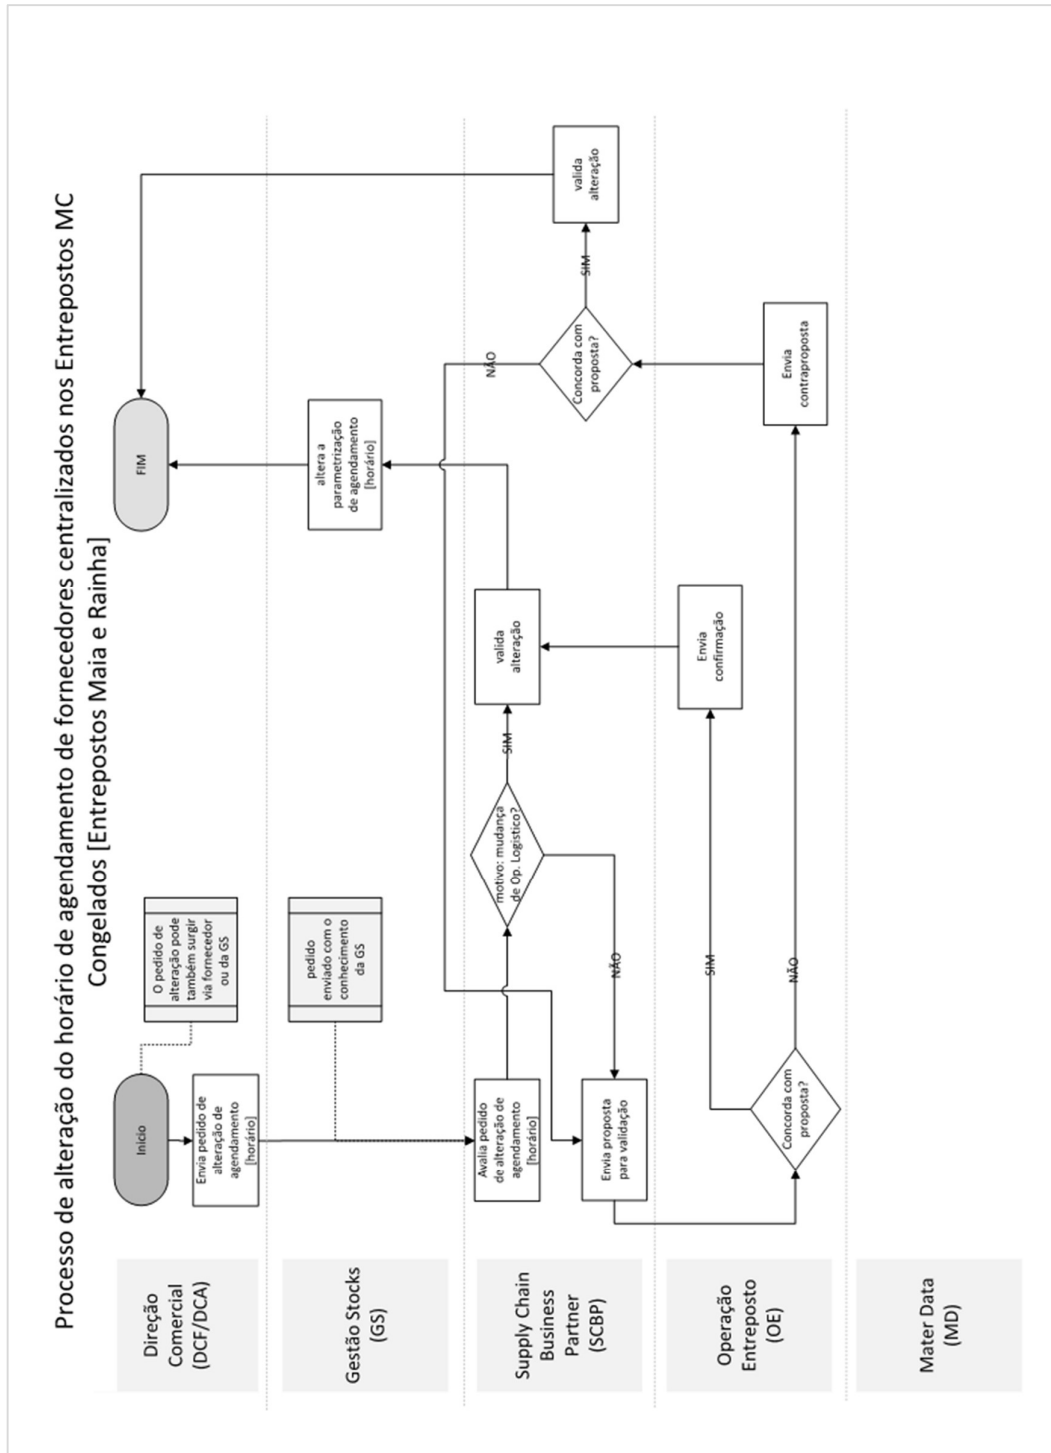 Processo de alteração do horário de agendamento de fornecedores centralizados nos Entrepostos MC
Congelados [Entrepostos Maia e Rainha]
Direção
Comercial
(DCF/DCA)
Inicio
O pedido de
alteração pode
também surgir
via fornecedor
ou da GS
Envia pedido de
alteração de
agendamento
[horário]
FIM
Gestão Stocks
(GS)
pedido
enviado com o
conhecimento
da GS
altera a
parametrização
de agendamento
[horário]
Supply Chain
Business
Partner
(SCBP)
Avalia pedido
de alteração de
agendamento
[horário]
motivo: mudança
de Op. Logistico?
SIM
valida
alteração
NÃO
Envia proposta
para validação
NÃO
Concorda com
proposta?
SIM
valida
alteração
Operação
Entreposto
(OE)
Concorda com
proposta?
SIM
Envia
confirmação
NÃO
Envia
contraproposta
Mater Data
(MD)